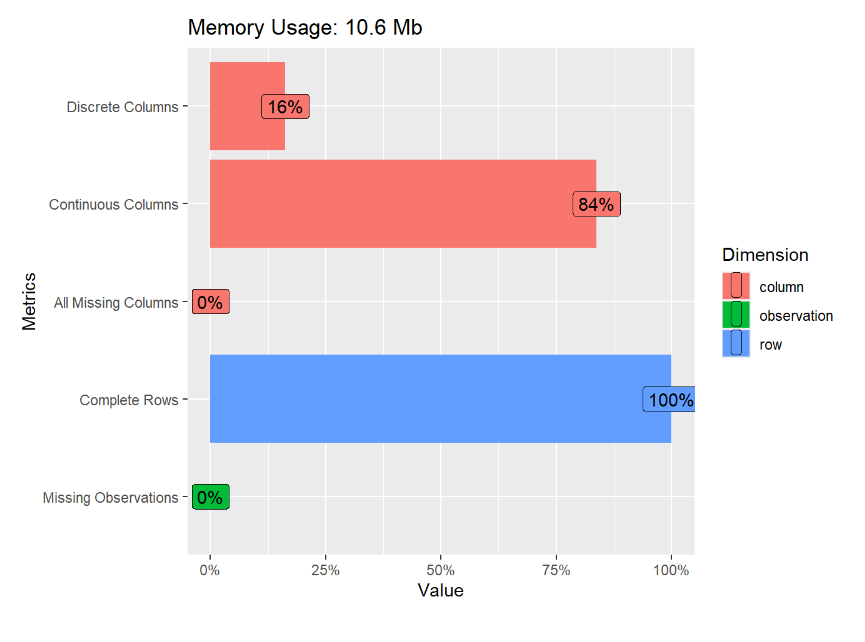 Memory Usage: 10.6 Mb
Discrete Columns
16%
Continuous Columns
84%
All Missing Columns
0%
Complete Rows
100%
Missing Observations
0%
Metrics
0%
25%
50%
75%
100%
Value
Dimension
column
observation
row